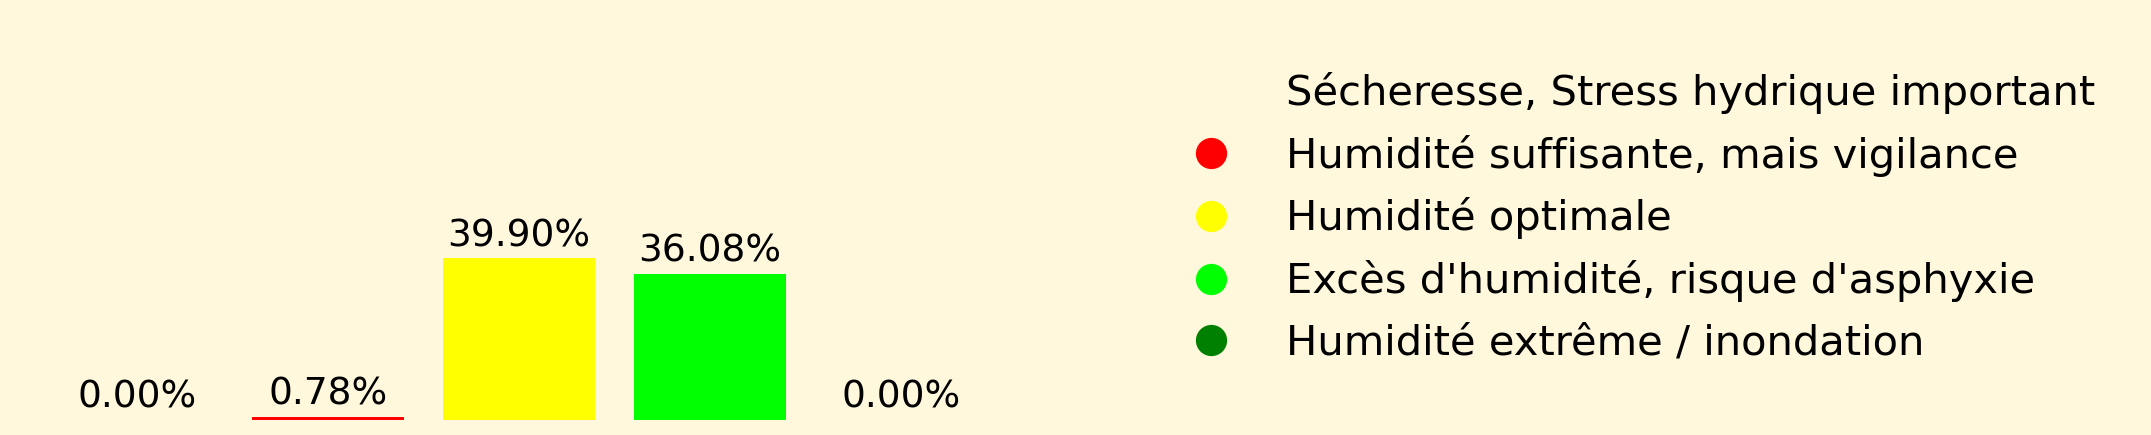 0.00%
0.78%
39.90%
36.08%
0.00%
Sécheresse, Stress hydrique important
Humidité suffisante, mais vigilance
Humidité optimale
Excès d'humidité, risque d'asphyxie
Humidité extrême / inondation